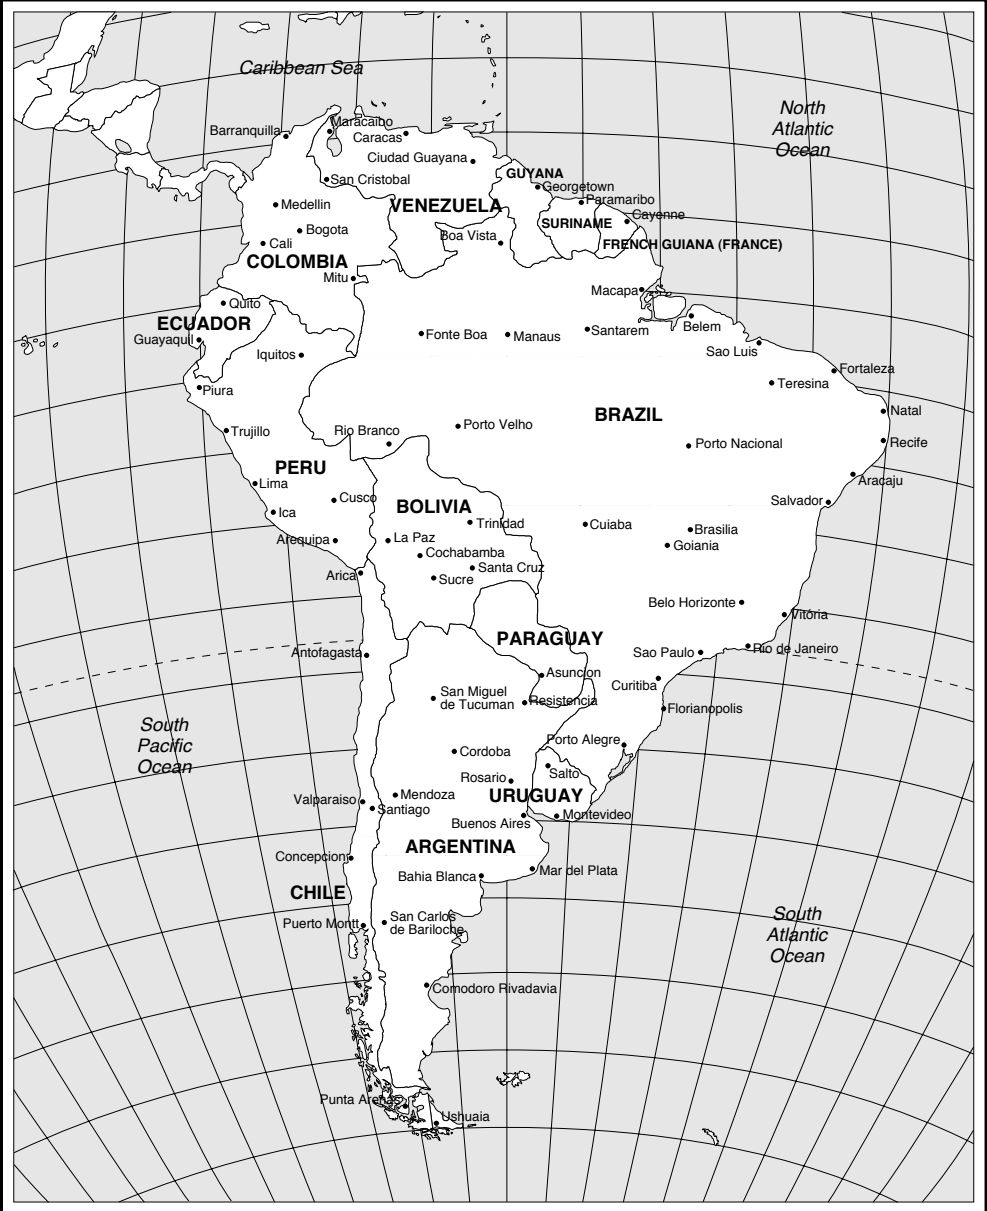 Caribbean Sea
North
Atlantic
Ocean
Maracaibo
Barranquilla
Caracas
Ciudad Guayana
GUYANA
San Cristobal
Georgetown
Paramaribo
Medellin
VENEZUELA
Cayenne
SURINAME
Bogota
Boa Vista
Cali
FRENCH GUIANA (FRANCE)
COLOMBIA
Mitu
Macapa
Quito
ECUADOR
Belem
Guayaquil
Fonte Boa
Manaus
Santarem
Iquitos
Sao Luis
Fortaleza
Piura
Teresina
Natal
BRAZIL
Trujillo
Rio Branco
Porto Velho
Porto Nacional
Recife
PERU
Lima
Aracaju
Cusco
Salvador
BOLIVIA
Ica
Trinidad
Cuiaba
Brasilia
Arequipa
La Paz
Goiania
Cochabamba
Santa Cruz
Arica
Sucre
Belo Horizonte
Vitoria
PARAGUAY
Antofagasta
Sao Paulo
Rio de Janeiro
Asuncion
Curitiba
San Miguel
de Tucuman
Resistencia
Florianopolis
South
Pacific
Ocean
Porto Alegre
Cordoba
Salto
Rosario
Valparaiso
Mendoza
URUGUAY
Santiago
Montevideo
Buenos Aires
ARGENTINA
Concepcion
Mar del Plata
Bahia Blanca
CHILE
San Carlos
de Bariloche
Puerto Montt
South
Atlantic
Ocean
Comodoro Rivadavia
Punta Arenas
Ushuaia